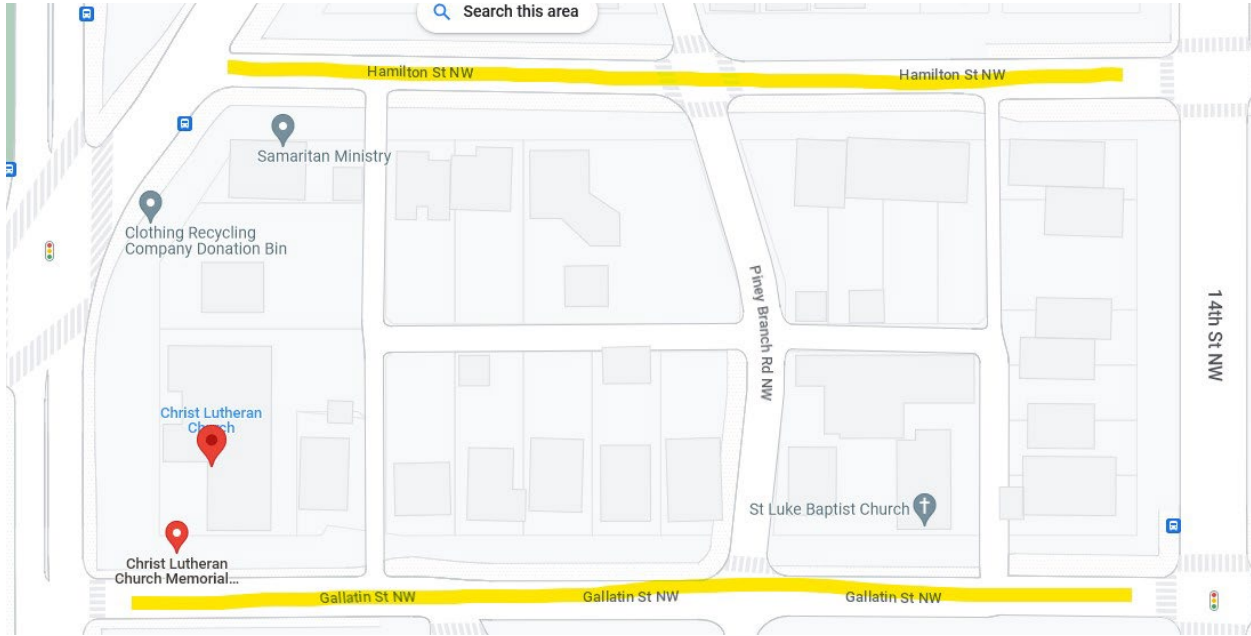 Search this area
Hamilton St NW
Hamilton St NW
Samaritan Ministry
Clothing Recycling
Company Donation Bin
Piney Branch Rd NW
14th St NW
Christ Lutheran
Church
St Luke Baptist Church
Christ Lutheran
Church Memorial...
Gallatin St NW
Gallatin St NW
Gallatin St NW